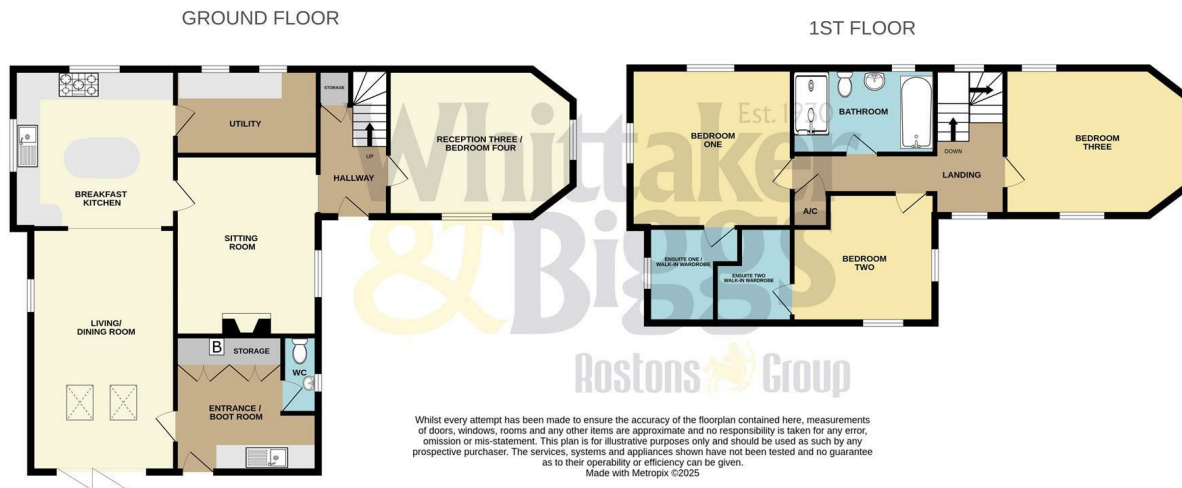 GROUND FLOOR
STORAGE
UTILITY
RECEPTION THREE /
BEDROOM FOUR
UP
HALLWAY
BREAKFAST
KITCHEN
SITTING
ROOM
LIVING/
DINING ROOM
B
STORAGE
WC
ENTRANCE /
BOOT ROOM
1ST FLOOR
BEDROOM
ONE
BATHROOM
BEDROOM
THREE
DOWN
LANDING
A/C
ENSUITE ONE /
WALK-IN WARDROBE
ENSUITE TWO
WALK-IN WARDROBE
BEDROOM
TWO
Est. 1930
Whittaker
& Biggs
Rostons Group
Whilst every attempt has been made to ensure the accuracy of the floorplan contained here, measurements
of doors, windows, rooms and any other items are approximate and no responsibility is taken for any error,
omission or mis-statement. This plan is for illustrative purposes only and should be used as such by any
prospective purchaser. The services, systems and appliances shown have not been tested and no guarantee
as to their operability or efficiency can be given.
Made with Metropix ©2025